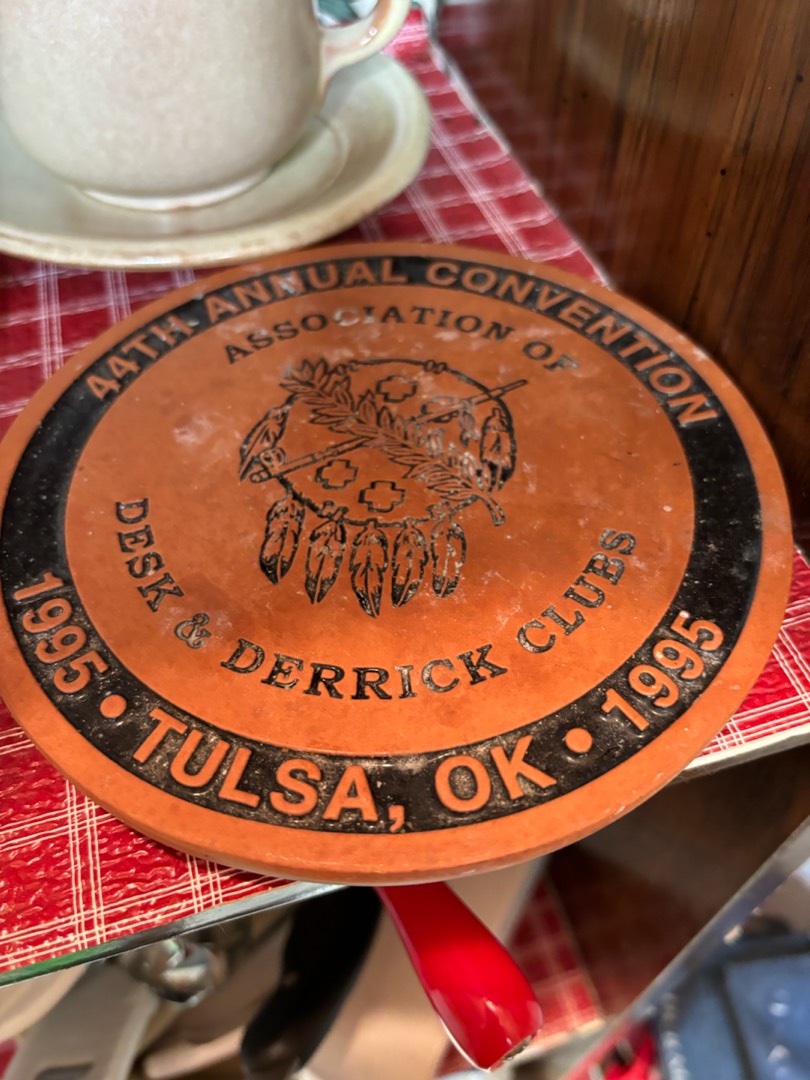 44TH ANNUAL CONVENTION
ASSOCIATION OF
DESK & DERRICK CLUBS
1995 • TULSA, OK • 1995